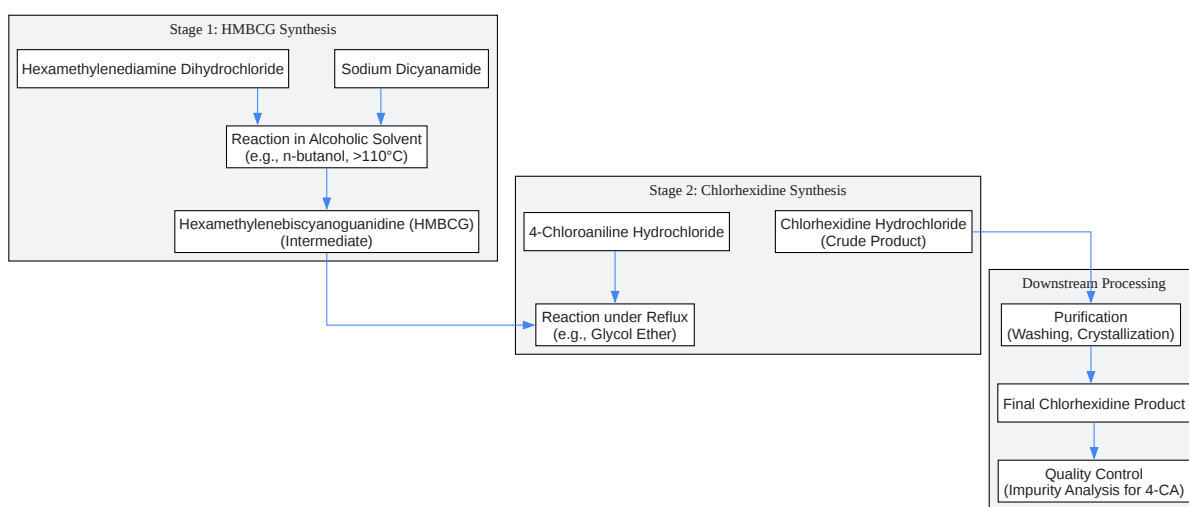 Stage 1: HMBCG Synthesis
Hexamethylenediamine Dihydrochloride
Sodium Dicyanamide
Reaction in Alcoholic Solvent
(e.g., n-butanol, >110°C)
Hexamethylenebiscyanoguanidine (HMBCG)
(Intermediate)
Stage 2: Chlorhexidine Synthesis
4-Chloroaniline Hydrochloride
Chlorhexidine Hydrochloride
(Crude Product)
Reaction under Reflux
(e.g., Glycol Ether)
Downstream Processing
Purification
(Washing, Crystallization)
Final Chlorhexidine Product
Quality Control
(Impurity Analysis for 4-CA)